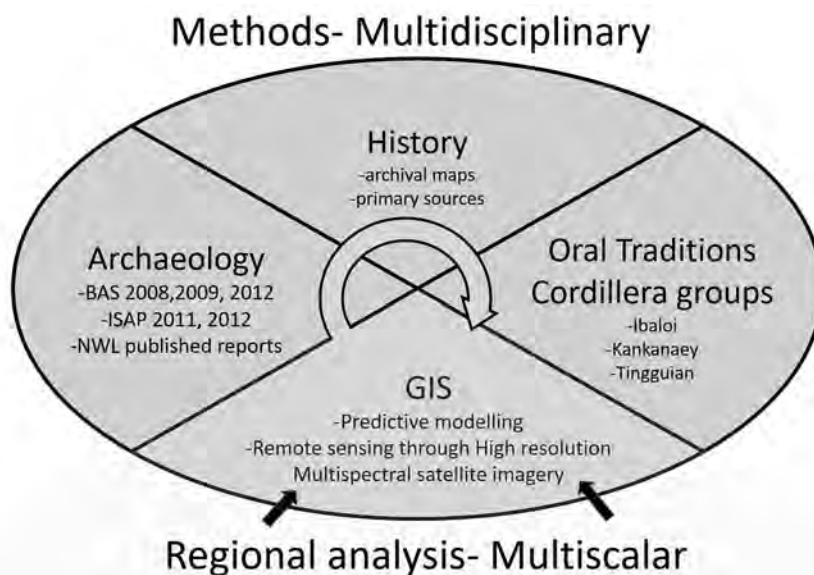 Methods- Multidisciplinary
History
-archival maps
-primary sources
Archaeology
-BAS 2008,2009, 2012
-ISAP 2011, 2012
-NWL published reports
Oral Traditions
Cordillera groups
-Ibaloi
-Kankanaey
-Tingguian
GIS
-Predictive modelling
-Remote sensing through High resolution
Multispectral satellite imagery
Regional analysis- Multiscalar